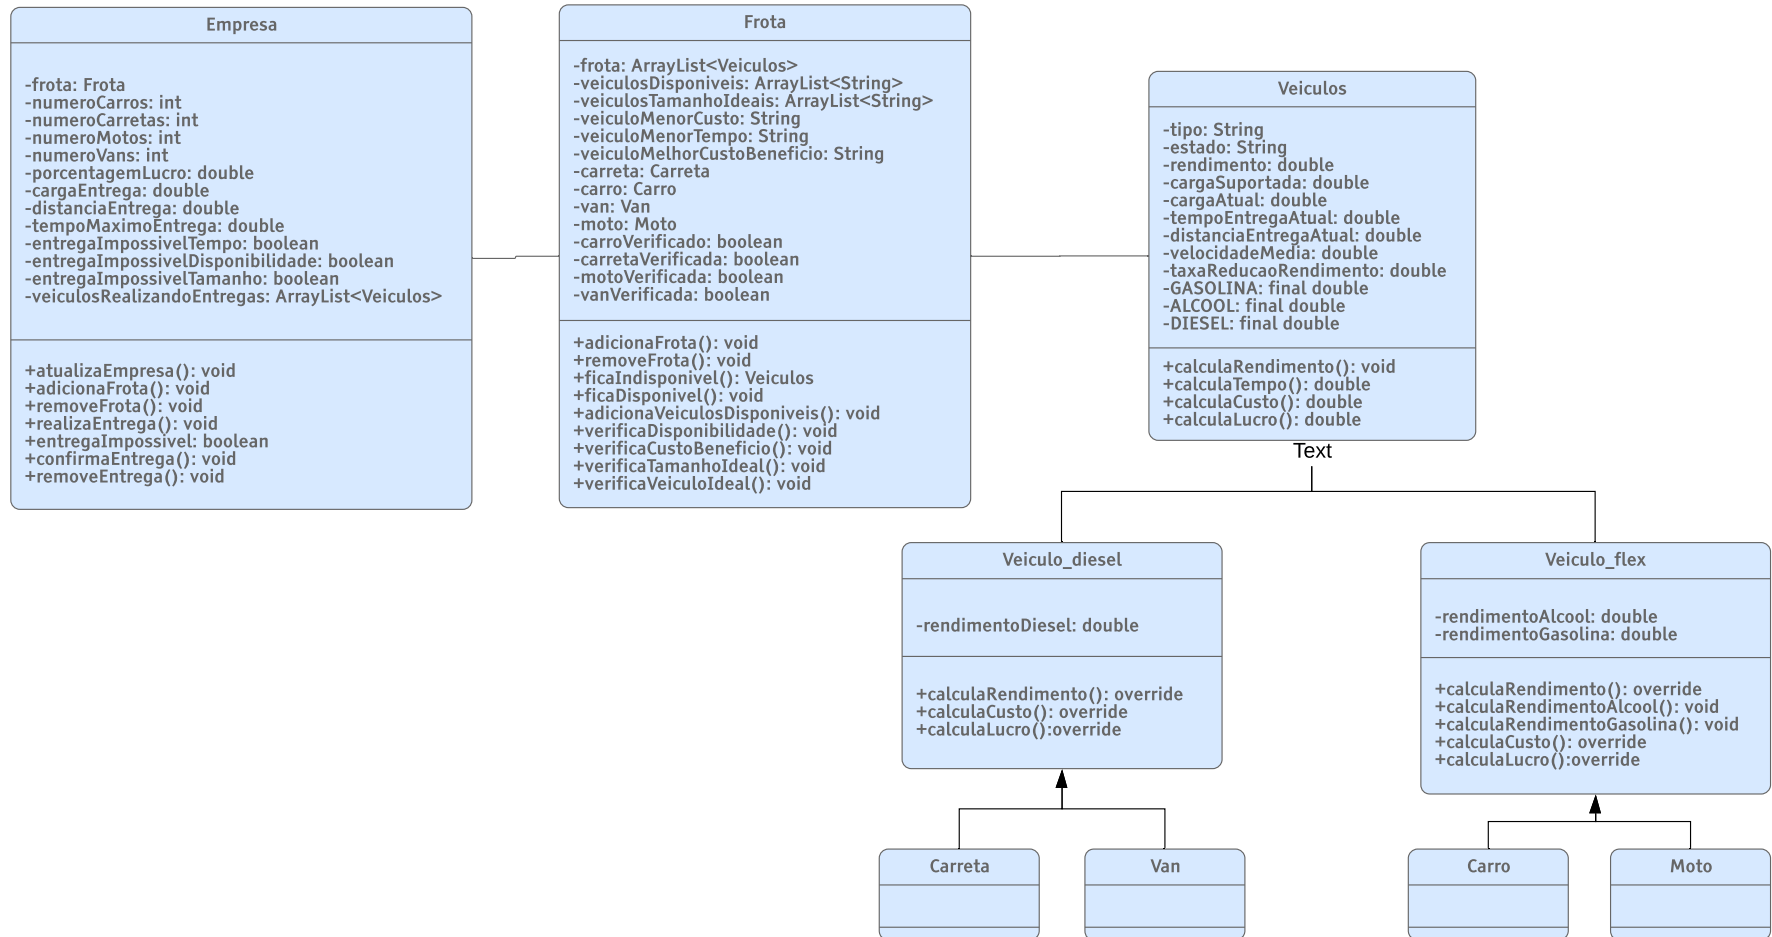 Empresa
-frota: Frota
-numeroCarros: int
-numeroCarretas: int
-numeroMotos: int
-numeroVans: int
-porcentagemLucro: double
-cargaEntrega: double
-distanciaEntrega: double
-tempoMaximoEntrega: double
-entregaImpossivelTempo: boolean
-entregaImpossivelDisponibilidade: boolean
-entregaImpossivelTamanho: boolean
-veiculosRealizandoEntregas: ArrayList<Veiculos>
+atualizaEmpresa(): void
+adicionaFrota(): void
+removeFrota(): void
+realizaEntrega(): void
+entregaImpossivel: boolean
+confirmaEntrega(): void
+removeEntrega(): void
Frota
-frota: ArrayList<Veiculos>
-veiculosDisponiveis: ArrayList<String>
-veiculosTamanhoIdeais: ArrayList<String>
-veiculoMenorCusto: String
-veiculoMenorTempo: String
-veiculoMelhorCustoBeneficio: String
-carreta: Carreta
-carro: Carro
-van: Van
-moto: Moto
-carroVerificado: boolean
-carretaVerificada: boolean
-motoVerificada: boolean
-vanVerificada: boolean
+adicionaFrota(): void
+removeFrota(): void
+ficaIndisponivel(): Veiculos
+ficaDisponivel(): void
+adicionaVeiculosDisponiveis(): void
+verificaDisponibilidade(): void
+verificaCustoBeneficio(): void
+verificaTamanhoIdeal(): void
+verificaVeiculoIdeal(): void
Veiculos
-tipo: String
-estado: String
-rendimento: double
-cargaSuportada: double
-cargaAtual: double
-tempoEntregaAtual: double
-distanciaEntregaAtual: double
-velocidadeMedia: double
-taxaReducaoRendimento: double
-GASOLINA: final double
-ALCOOL: final double
-DIESEL: final double
+calculaRendimento(): void
+calculaTempo(): double
+calculaCusto(): double
+calculaLucro(): double
Text
Veiculo_diesel
-rendimentoDiesel: double
+calculaRendimento(): override
+calculaCusto(): override
+calculaLucro():override
Veiculo_flex
-rendimentoAlcool: double
-rendimentoGasolina: double
+calculaRendimento(): override
+calculaRendimentoAlcool(): void
+calculaRendimentoGasolina(): void
+calculaCusto(): override
+calculaLucro():override
Carreta
Van
Carro
Moto